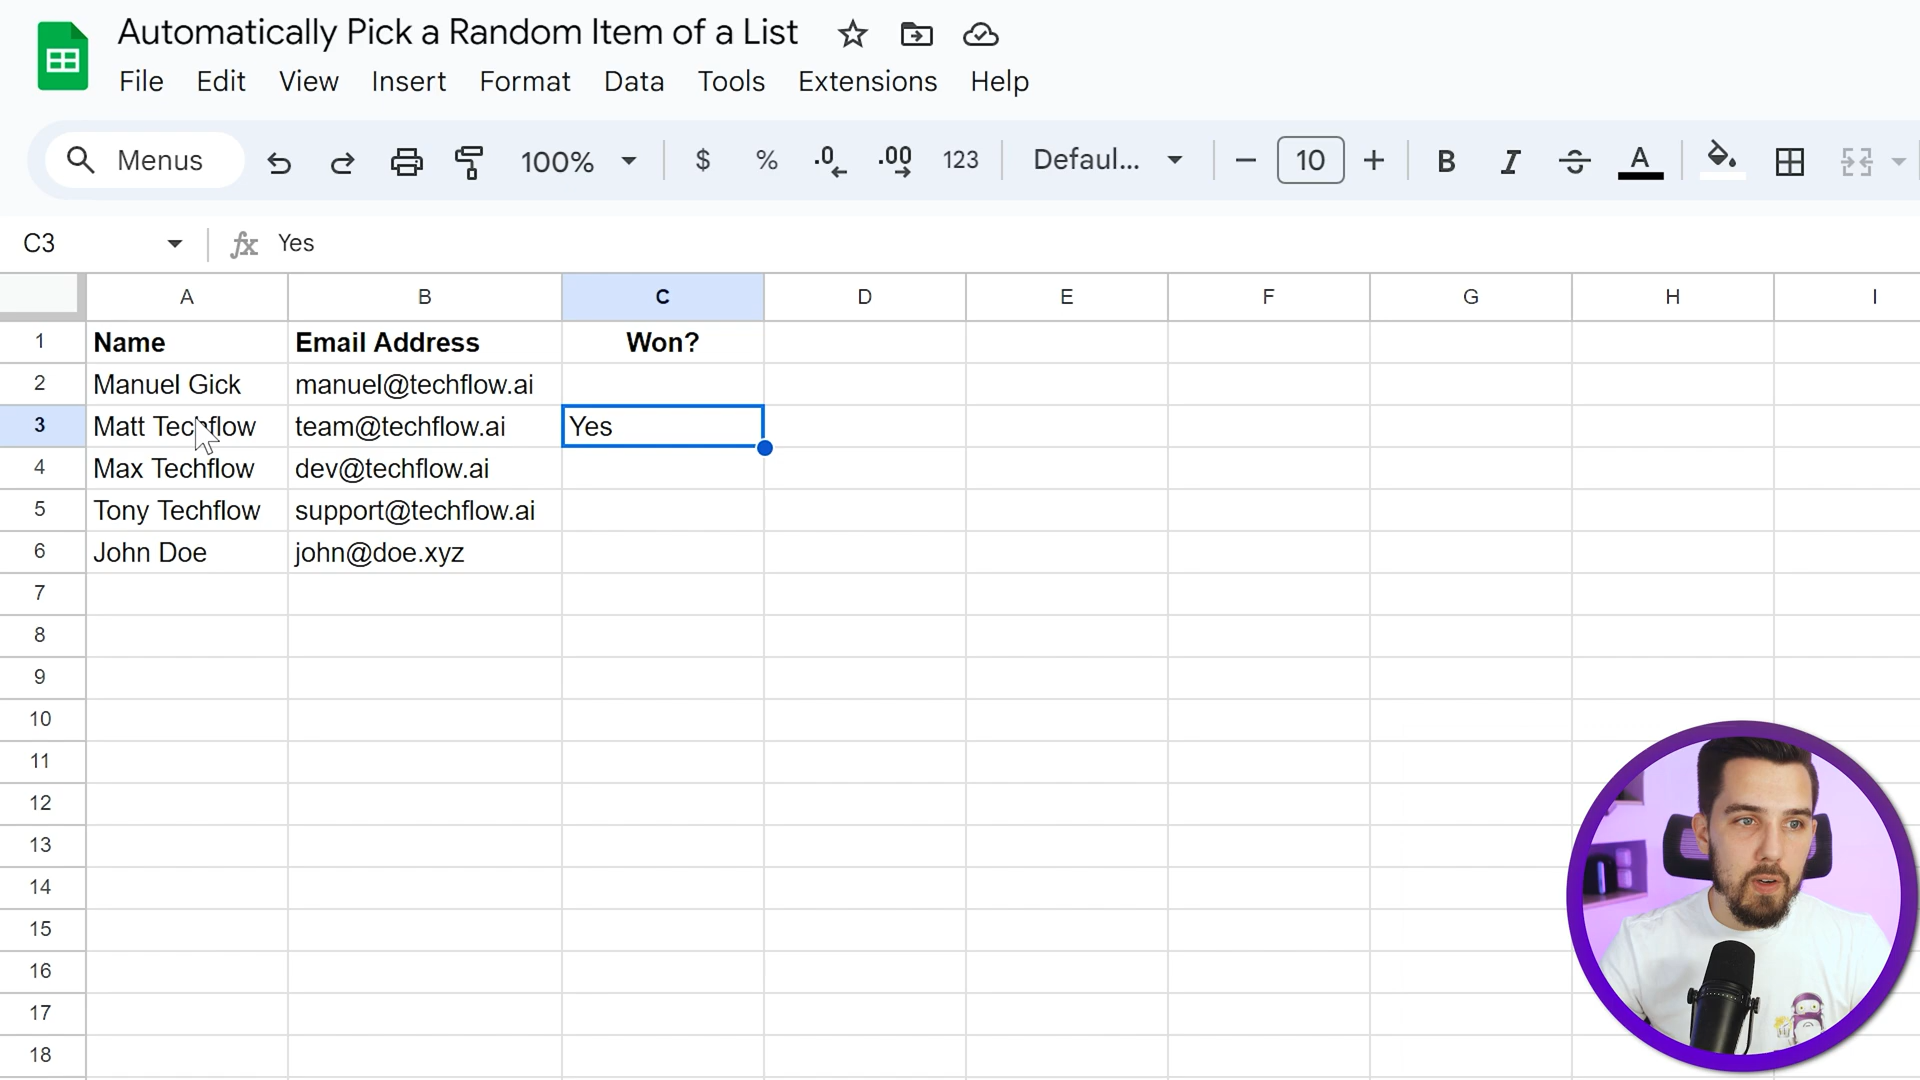 Automatically Pick a Random Item of a List
File Edit View Insert Format Data Tools Extensions Help
Menus 100% $ % .0 .00 123 Defaul... 10 B I S A
C3 fx Yes
A B C D E F G H I
1 Name Email Address Won?
2 Manuel Gick manuel@techflow.ai
3 Matt Techflow team@techflow.ai Yes
4 Max Techflow dev@techflow.ai
5 Tony Techflow support@techflow.ai
6 John Doe john@doe.xyz
7
8
9
10
11
12
13
14
15
16
17
18